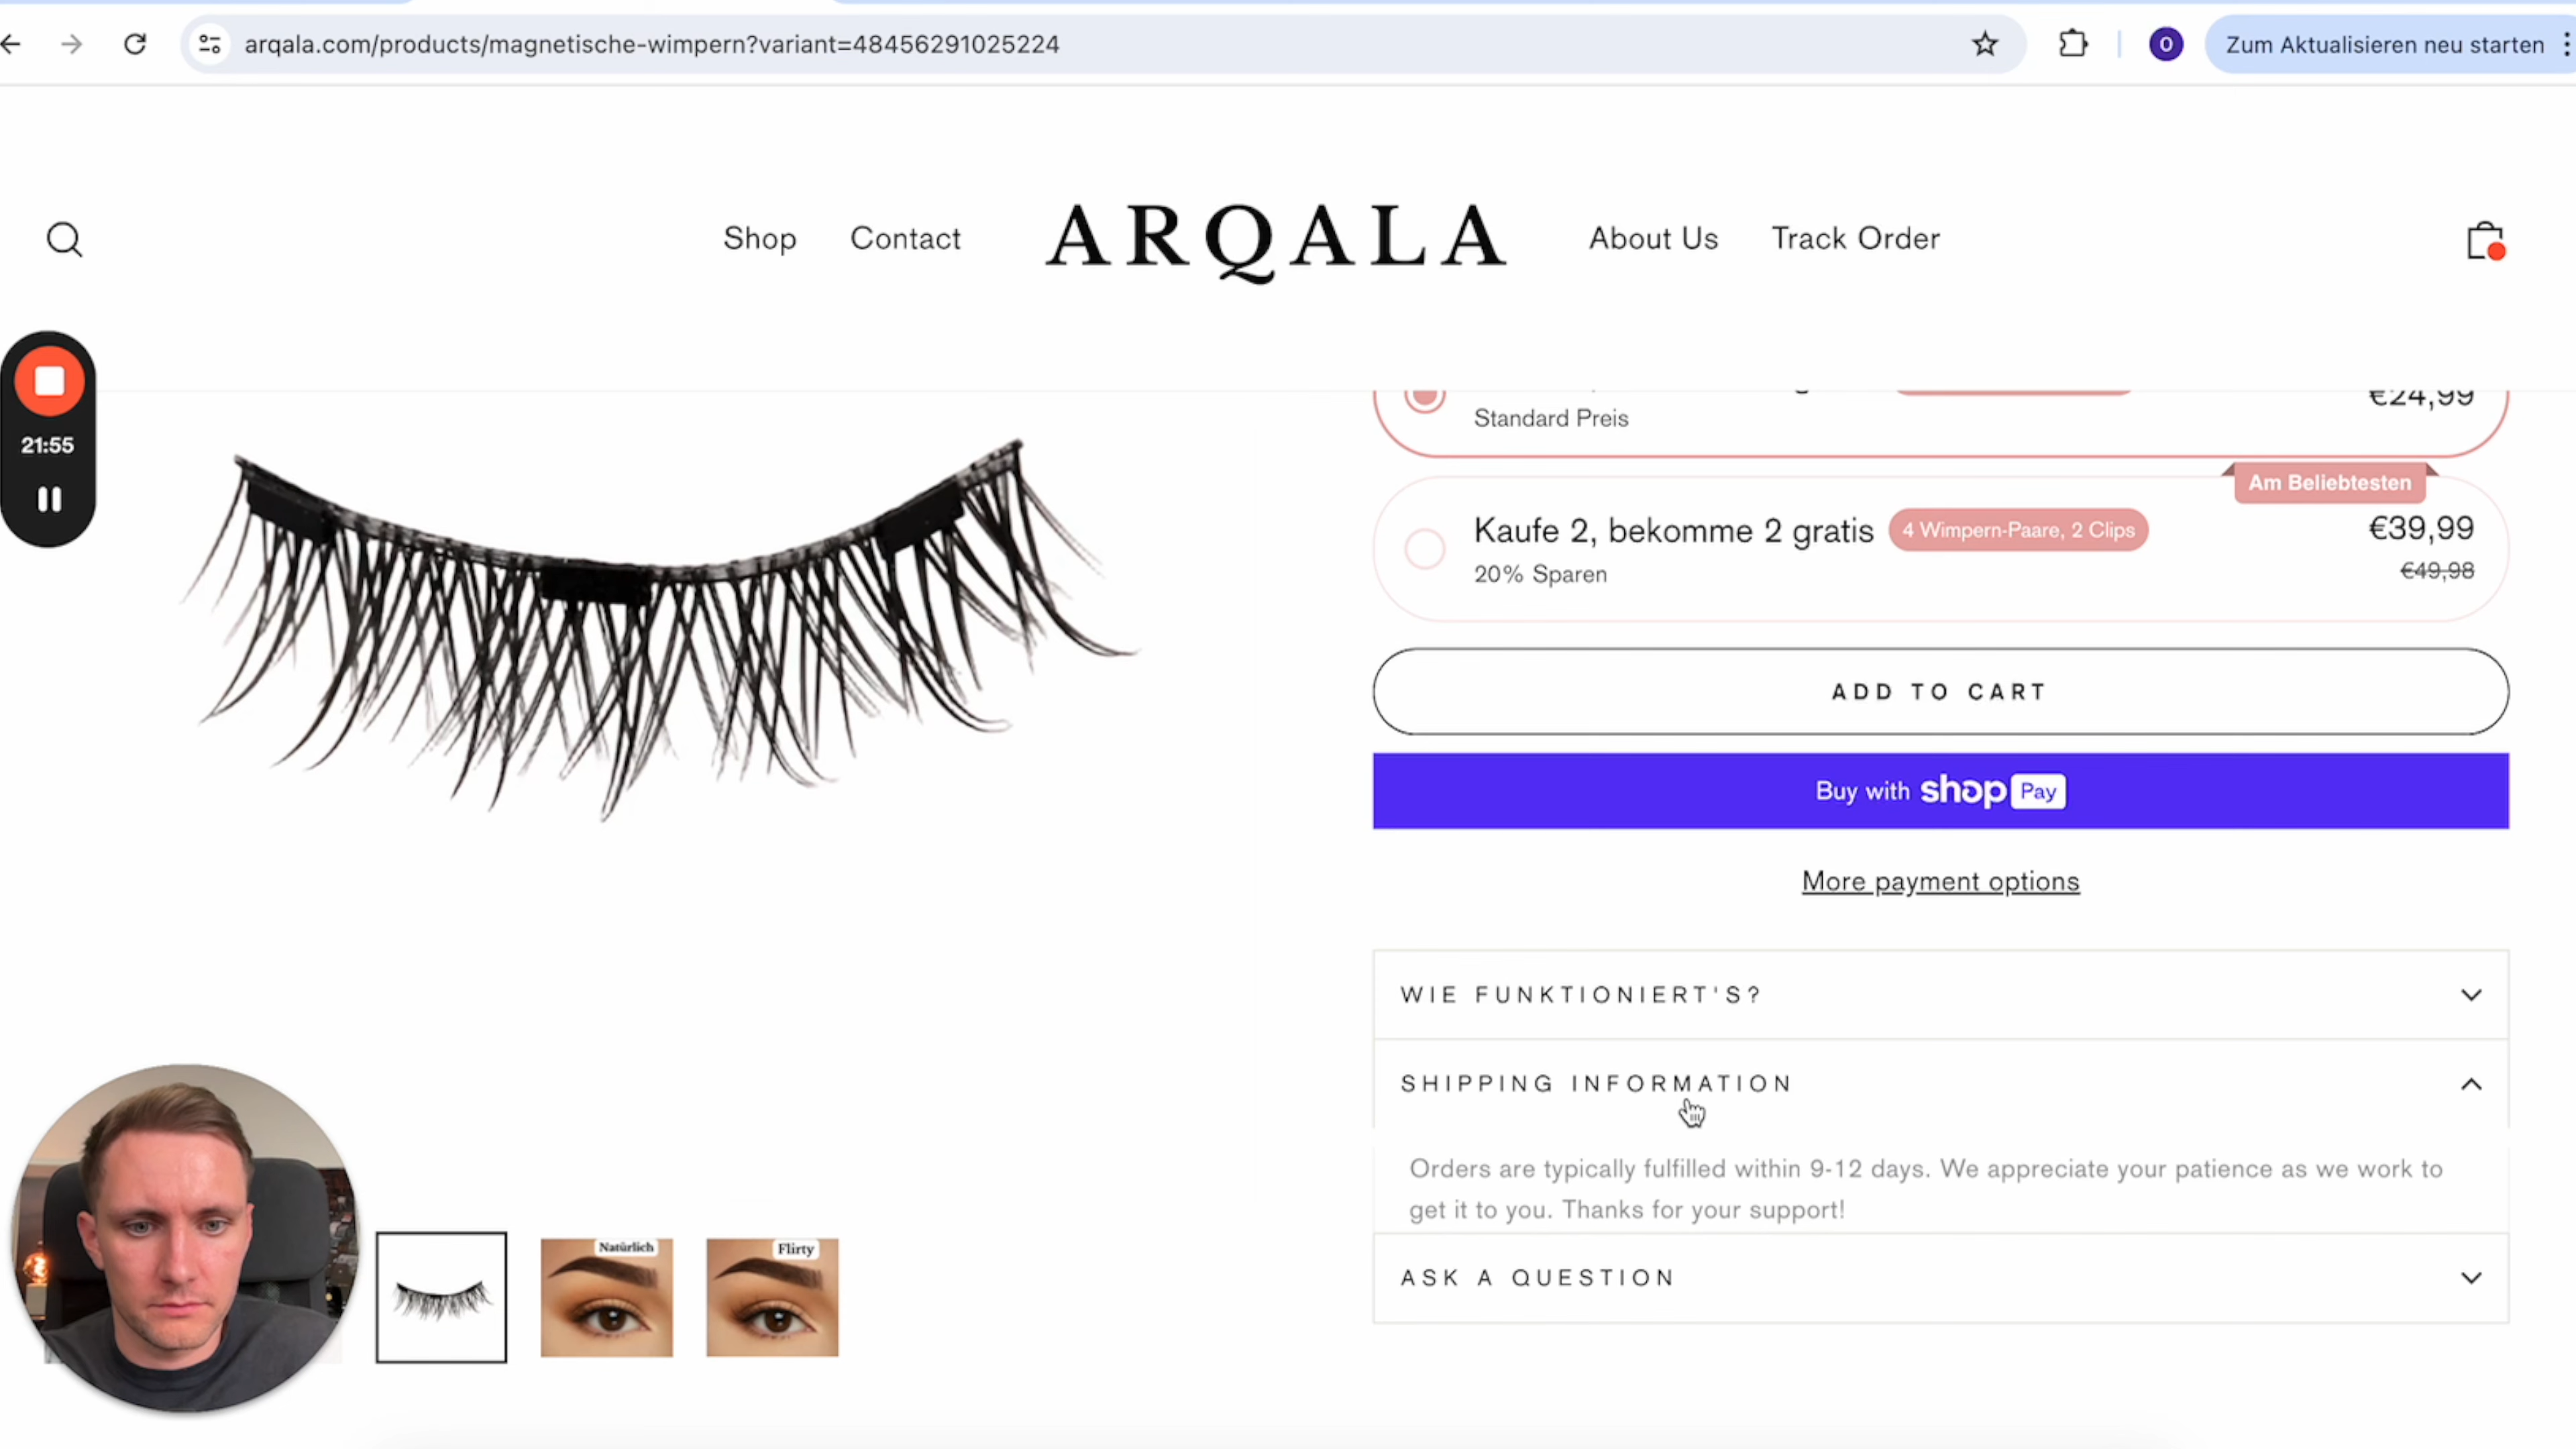 arqala.com/products/magnetische-wimpern?variant=48456291025224
O
Zum Aktualisieren neu starten
Shop
Contact
ARQALA
About Us
Track Order
21:55
€24,99
Standard Preis
Am Beliebtesten
Kaufe 2, bekomme 2 gratis
4 Wimpern-Paare, 2 Clips
€39,99
20% Sparen
€49,98
ADD TO CART
Buy with shop Pay
More payment options
WIE FUNKTIONIERT'S?
SHIPPING INFORMATION
Orders are typically fulfilled within 9-12 days. We appreciate your patience as we work to
get it to you. Thanks for your support!
ASK A QUESTION
Natürlich
Flirty